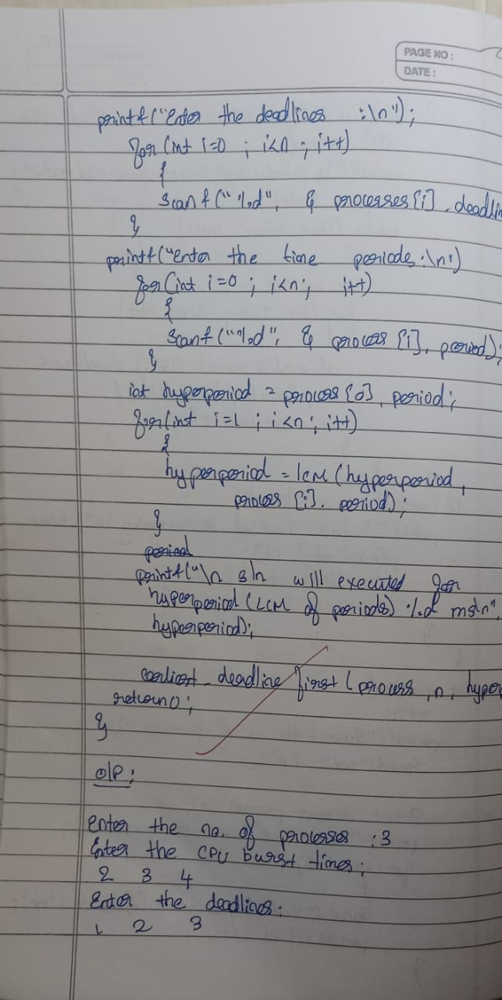 PAGE NO :
DATE :
printf("Enter the deadlines :\n");
for (int i=0 ; i<n ; i++)
{
scanf("%d", & processes[i] . deadlin
}
printf("enter the time periods :\n")
for (int i=0 ; i<n ; i++)
{
scanf("%d", & process [i]. period);
}
int hyperperiod = process [0] . period ;
for (int i=1 ; i<n ; i++)
{
hyperperiod = LCM (hyperperiod ,
process [i]. period) ;
}
period
printf("\n s\n will executed for
hyperperiod (LCM of periods) %d ms\n",
hyperperiod);
earliest_deadline_first ( process , n , hyper
return 0 ;
}
O/P :
Enter the no. of processes : 3
Enter the CPU burst times :
2 3 4
Enter the deadlines :
1 2 3